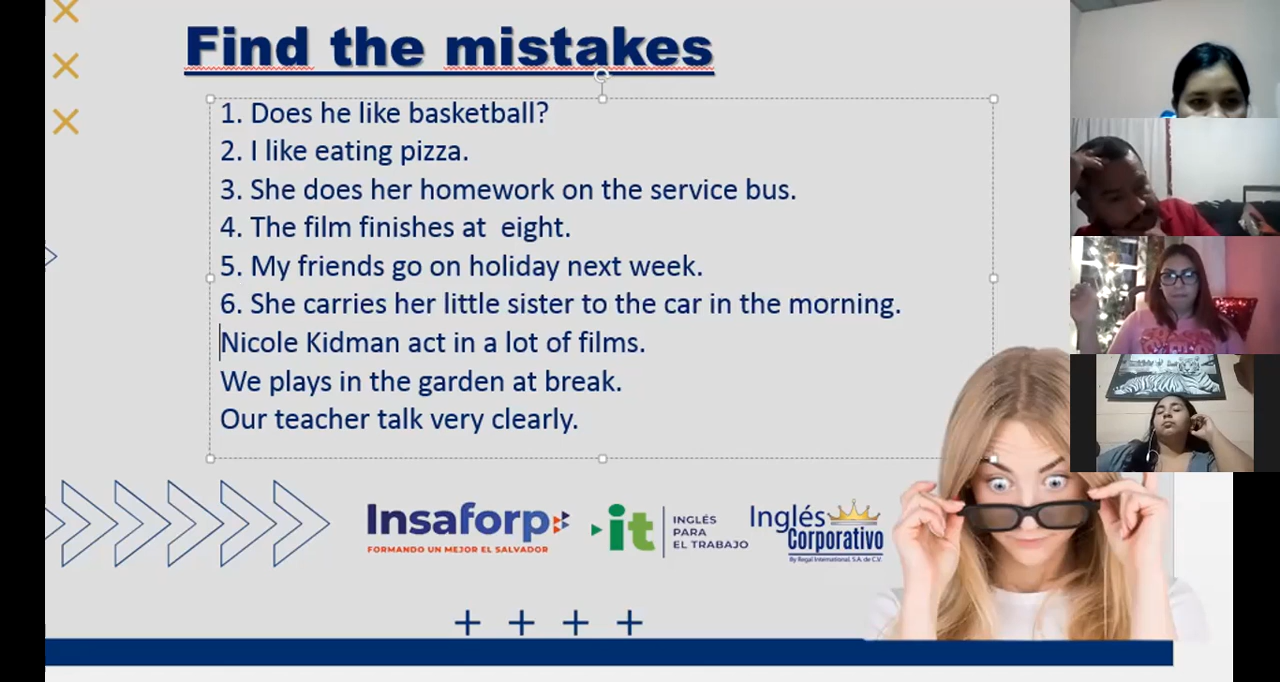 Find the mistakes
1. Does he like basketball?
2. I like eating pizza.
3. She does her homework on the service bus.
4. The film finishes at  eight.
5. My friends go on holiday next week.
6. She carries her little sister to the car in the morning.
Nicole Kidman act in a lot of films.
We plays in the garden at break.
Our teacher talk very clearly.
Insaforp
FORMANDO UN MEJOR EL SALVADOR
it
INGLÉS
PARA
EL TRABAJO
Inglés
Corporativo
By Regal International, S.A. de C.V.